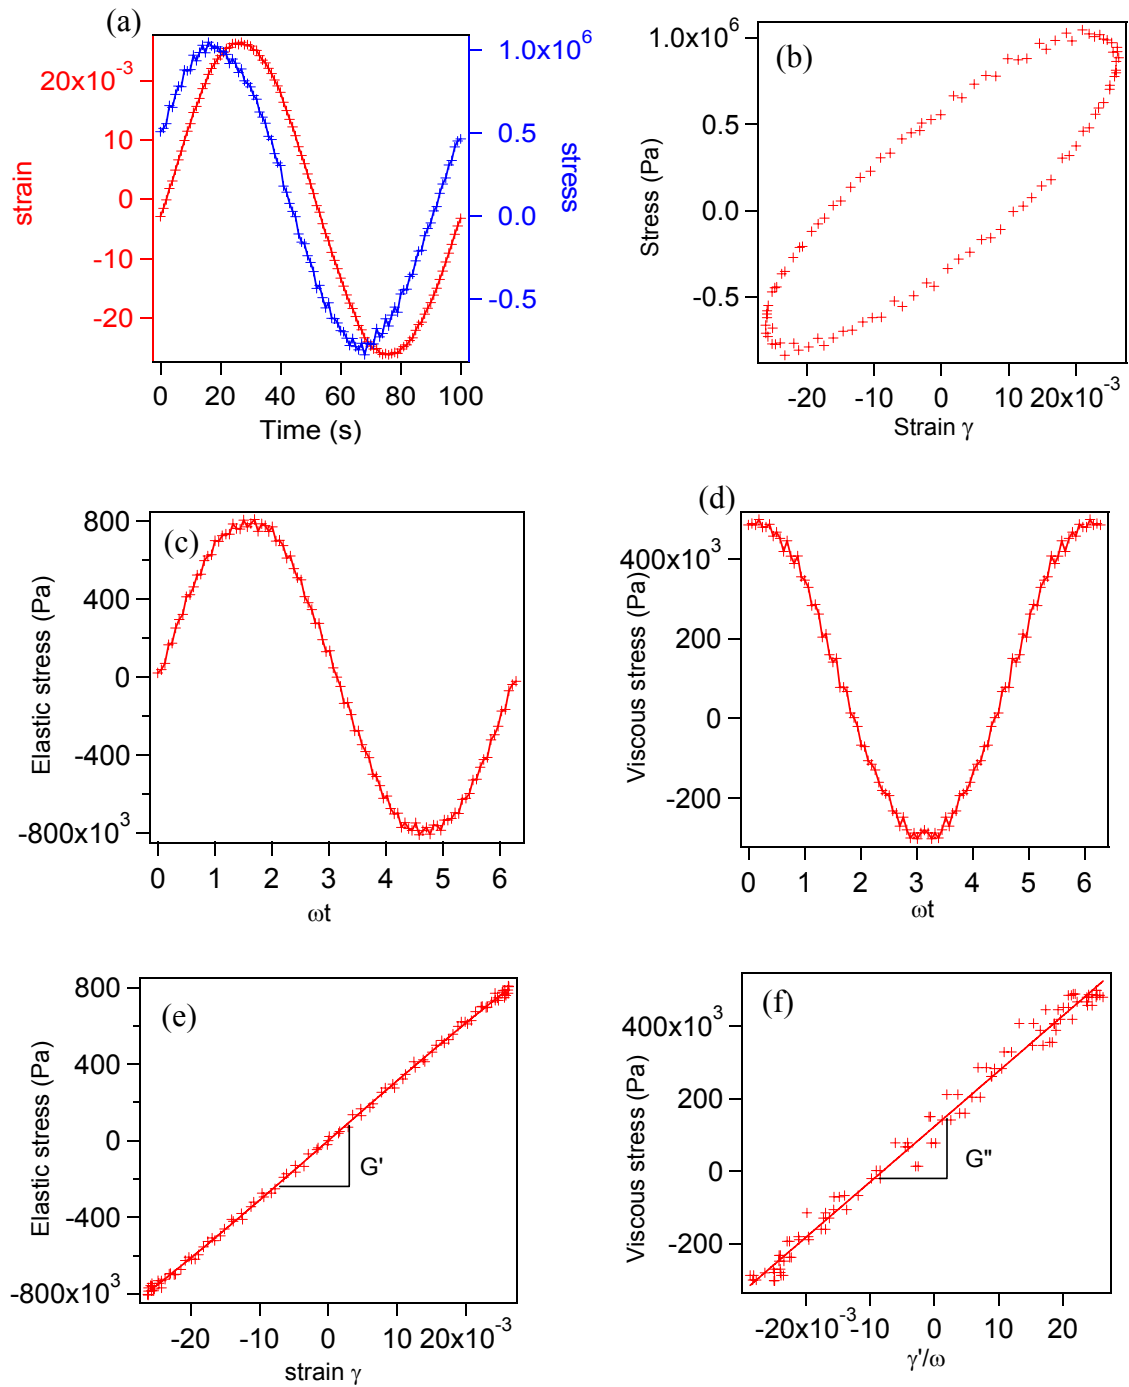 (a)
strain
20x10⁻³
10
0
-10
-20
0 20 40 60 80 100
Time (s)
1.0x10⁶
0.5
0.0
-0.5
stress
(b)
Stress (Pa)
1.0x10⁶
0.5
0.0
-0.5
-20 -10 0 10 20x10⁻³
Strain γ
(c)
Elastic stress (Pa)
800
400
0
-400
-800x10³
0 1 2 3 4 5 6
ωt
(d)
Viscous stress (Pa)
400x10³
200
0
-200
0 1 2 3 4 5 6
ωt
(e)
Elastic stress (Pa)
800
400
0
-400
-800x10³
G'
-20 -10 0 10 20x10⁻³
strain γ
(f)
Viscous stress (Pa)
400x10³
200
0
-200
G"
-20x10⁻³ -10 0 10 20
γ'/ω